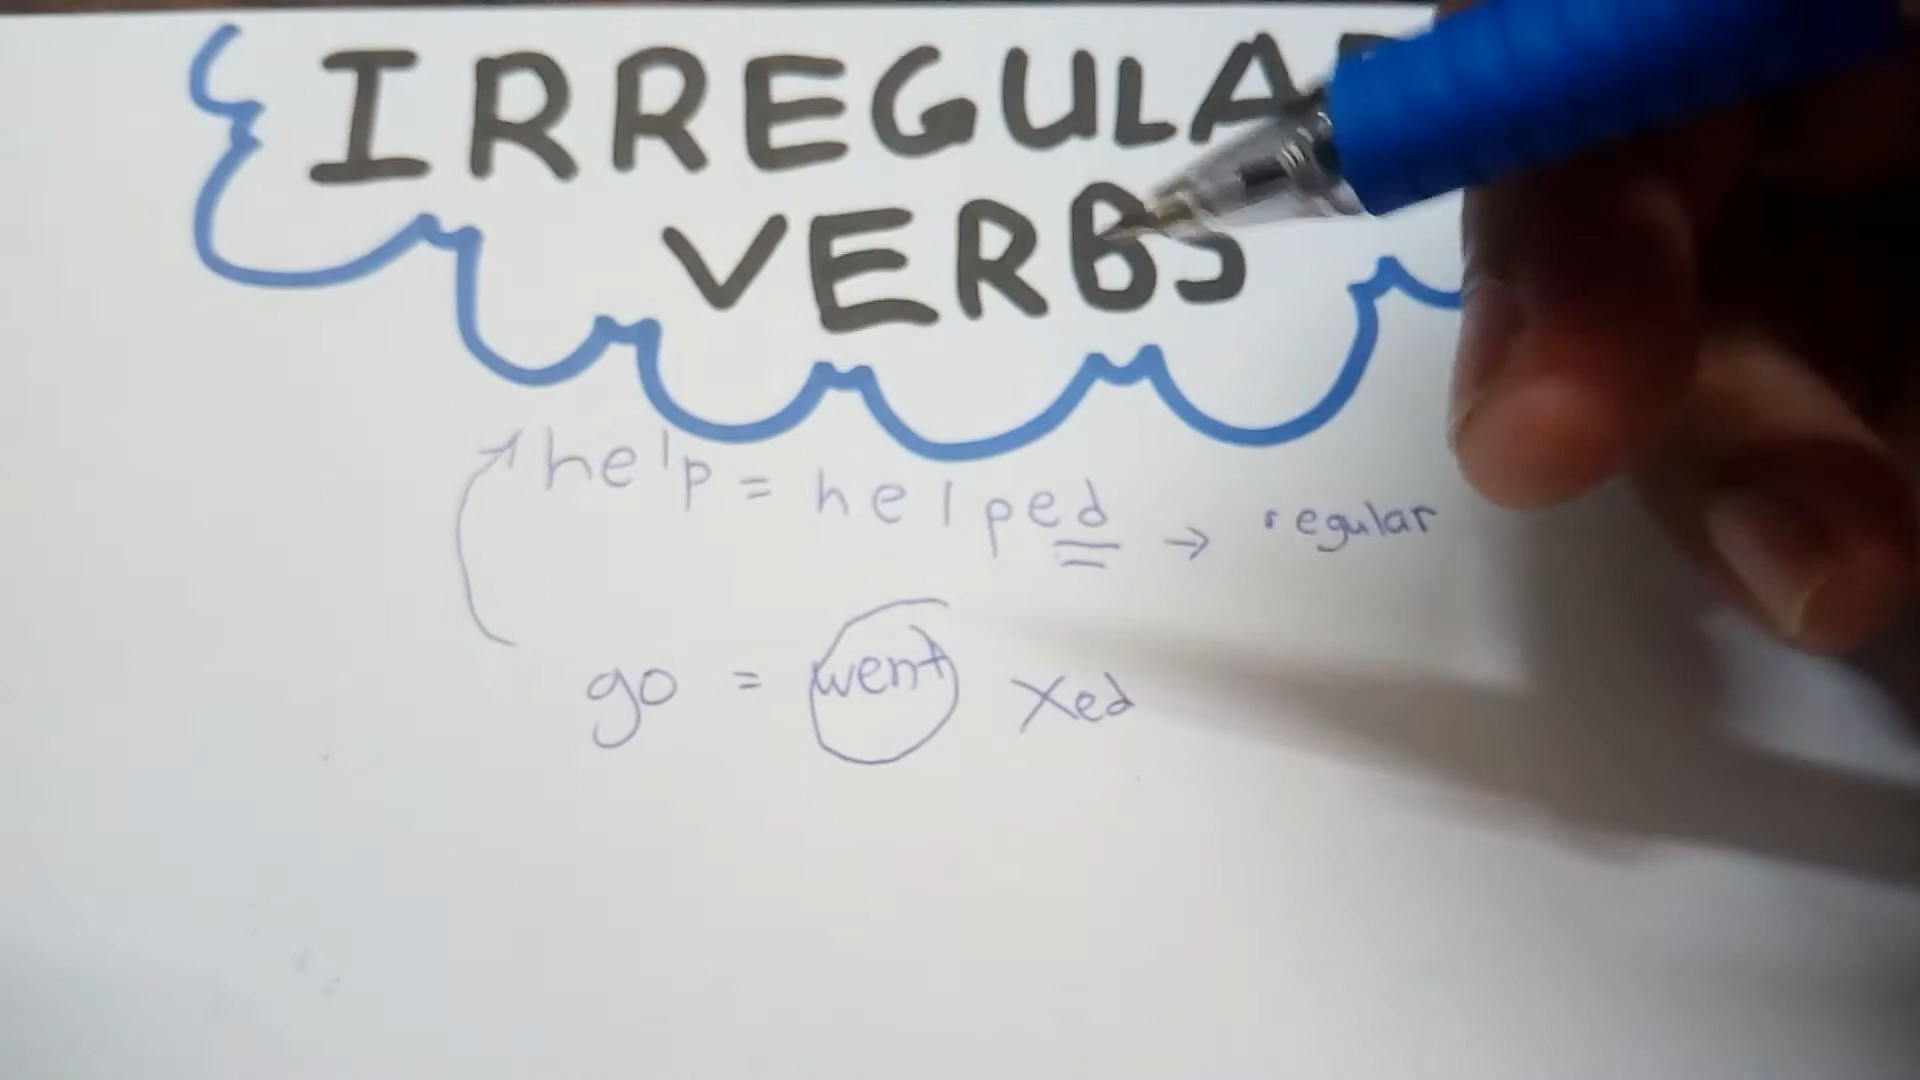 IRREGULAR
VERBS
help = helped → regular
go = went Xed